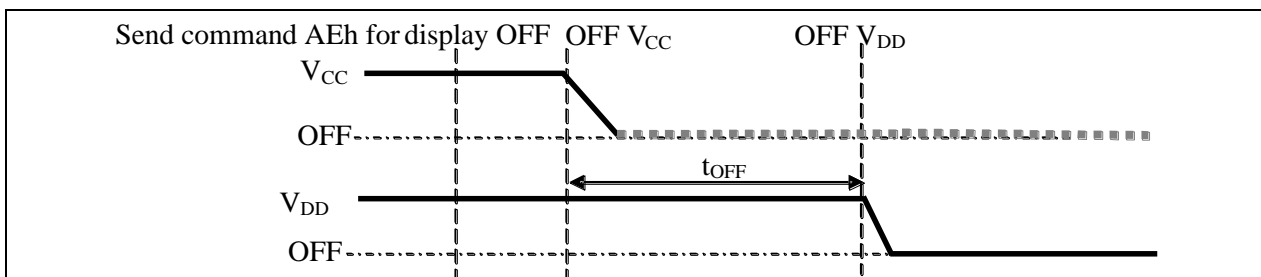 Send command AEh for display OFF OFF VCC OFF VDD
VCC
OFF
tOFF
VDD
OFF